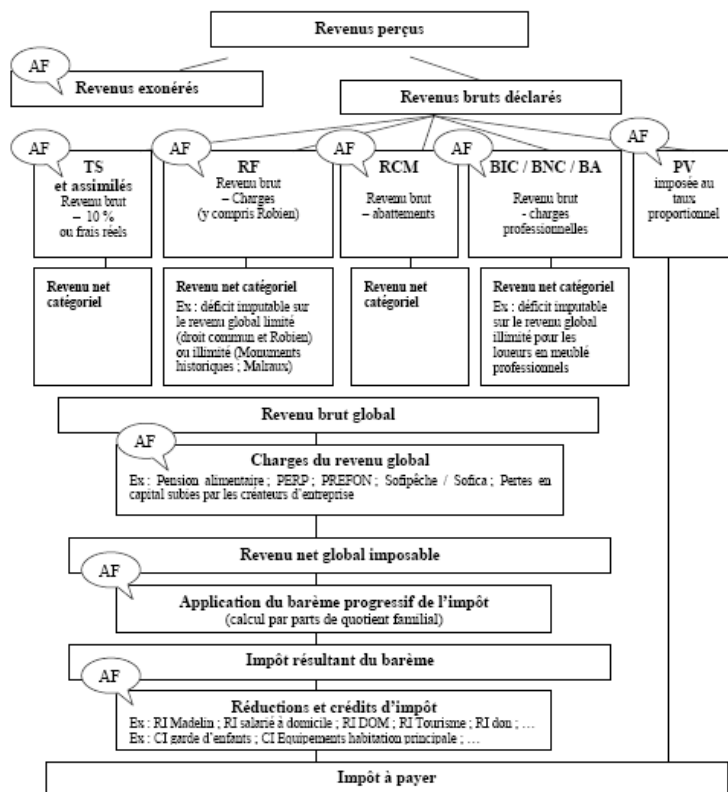 Revenus perçus
AF
Revenus exonérés
Revenus bruts déclarés
AF
TS
et assimilés
Revenu brut
– 10 %
ou frais réels
AF
RF
Revenu brut
– Charges
(y compris Robien)
AF
RCM
Revenu brut
– abattements
AF
BIC / BNC / BA
Revenu brut
- charges
professionnelles
AF
PV
imposée au
taux
proportionnel
Revenu net
catégoriel
Revenu net catégoriel
Ex : déficit imputable sur
le revenu global limité
(droit commun et Robien)
ou illimité (Monuments
historiques ; Malraux)
Revenu net
catégoriel
Revenu net catégoriel
Ex : déficit imputable
sur le revenu global
illimité pour les
loueurs en meublé
professionnels
Revenu brut global
AF
Charges du revenu global
Ex : Pension alimentaire ; PERP ; PREFON ; Sofipêche / Sofica ; Pertes en
capital subies par les créateurs d’entreprise
Revenu net global imposable
AF
Application du barème progressif de l’impôt
(calcul par parts de quotient familial)
Impôt résultant du barème
AF
Réductions et crédits d’impôt
Ex : RI Madelin ; RI salarié à domicile ; RI DOM ; RI Tourisme ; RI don ; …
Ex : CI garde d’enfants ; CI Equipements habitation principale ; …
Impôt à payer